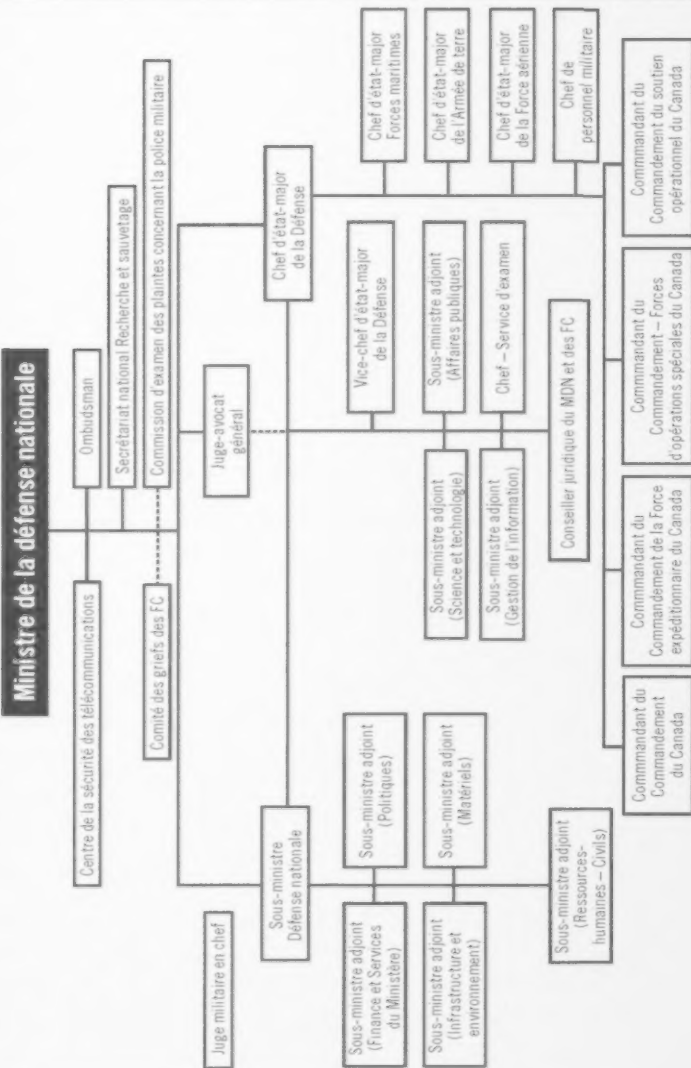 Ministre de la défense nationale
Centre de la sécurité des télécommunications
Ombudsman
Secrétariat national Recherche et sauvetage
Comité des griefs des FC
Commission d'examen des plaintes concernant la police militaire
Juge militaire en chef
Juge-avocat
général
Sous-ministre
Défense nationale
Chef d'état-major
de la Défense
Sous-ministre adjoint
(Finance et Services
du Ministère)
Sous-ministre adjoint
(Politiques)
Sous-ministre adjoint
(Infrastructure et
environnement)
Sous-ministre adjoint
(Matériels)
Sous-ministre adjoint
(Ressources-
humaines – Civils)
Vice-chef d'état-major
de la Défense
Sous-ministre adjoint
(Science et technologie)
Sous-ministre adjoint
(Affaires publiques)
Sous-ministre adjoint
(Gestion de l'information)
Chef – Service d'examen
Conseiller juridique du MDN et des FC
Chef d'état-major
Forces maritimes
Chef d'état-major
de l'Armée de terre
Chef d'état-major
de la Force aérienne
Chef de
personnel militaire
Commmandant du
Commandement
du Canada
Commmandant du
Commandement de la Force
expéditionnaire du Canada
Commmandant du
Commandement – Forces
d'opérations spéciales du Canada
Commmandant du
Commandement du soutien
opérationnel du Canada